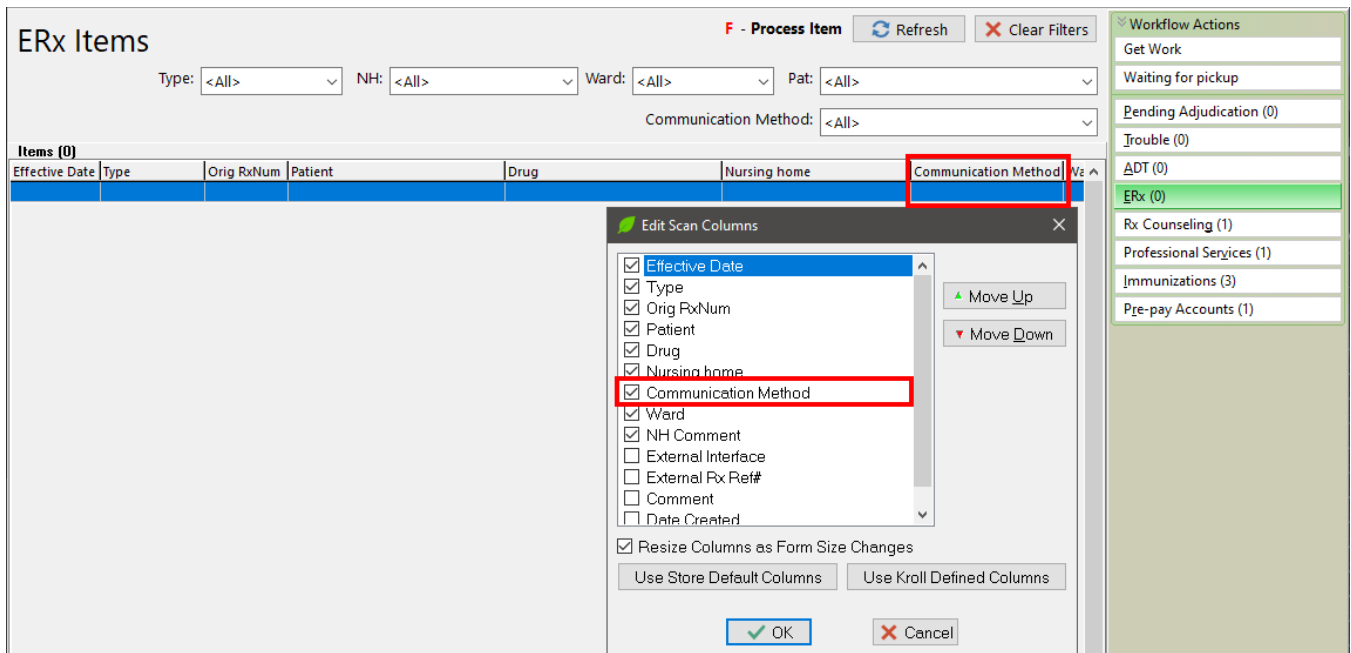 ERx Items
F - Process Item
Refresh
Clear Filters
Type: <All>
NH: <All>
Ward: <All>
Pat: <All>
Communication Method: <All>
Items (0)
Effective Date Type Orig RxNum Patient Drug Nursing home Communication Method
Edit Scan Columns
Effective Date
Type
Orig RxNum
Patient
Drug
Nursing home
Communication Method
Ward
NH Comment
External Interface
External Rx Ref#
Comment
Date Created
Move Up
Move Down
Resize Columns as Form Size Changes
Use Store Default Columns
Use Kroll Defined Columns
OK
Cancel
Workflow Actions
Get Work
Waiting for pickup
Pending Adjudication (0)
Trouble (0)
ADT (0)
ERx (0)
Rx Counseling (1)
Professional Services (1)
Immunizations (3)
Pre-pay Accounts (1)